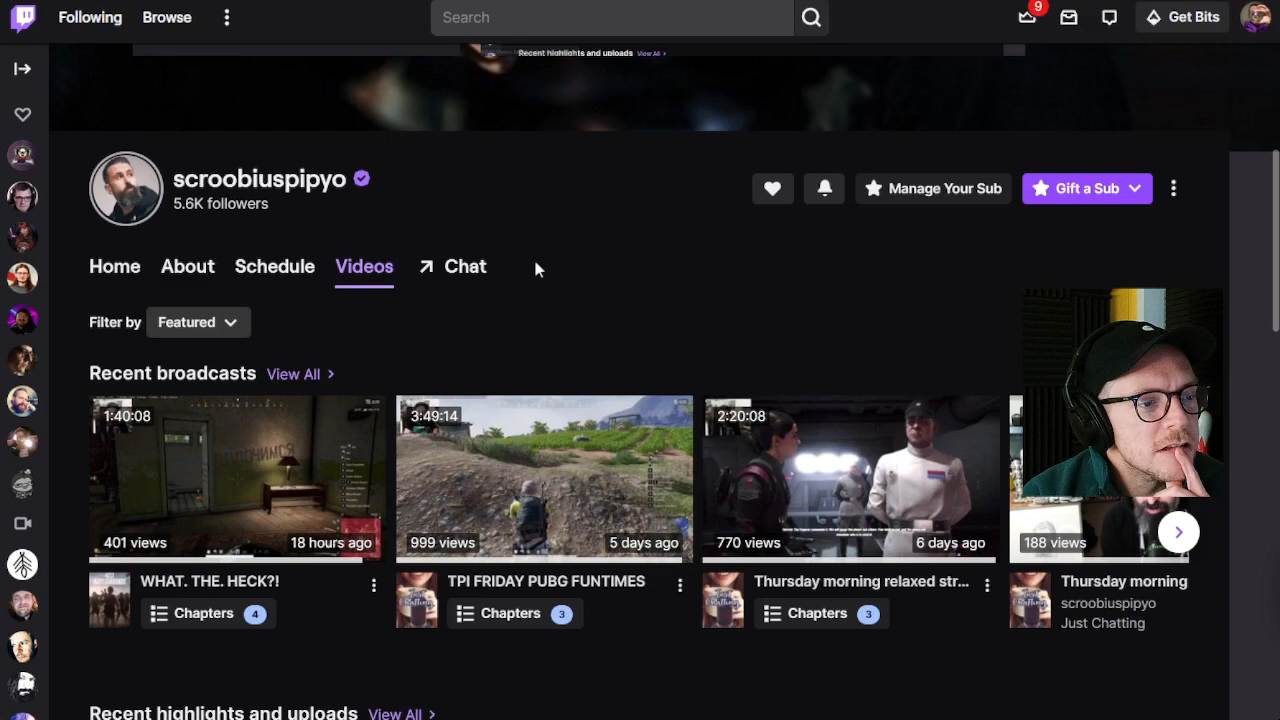 Following
Browse
Search
9
Get Bits
Recent highlights and uploads View All
scroobiuspipyo
5.6K followers
Manage Your Sub
Gift a Sub
Home
About
Schedule
Videos
Chat
Filter by
Featured
Recent broadcasts
View All
1:40:08
401 views
18 hours ago
3:49:14
999 views
5 days ago
2:20:08
770 views
6 days ago
188 views
WHAT. THE. HECK?!
Chapters 4
TPI FRIDAY PUBG FUNTIMES
Chapters 3
Thursday morning relaxed str...
Chapters 3
Thursday morning
scroobiuspipyo
Just Chatting
Recent highlights and uploads
View All